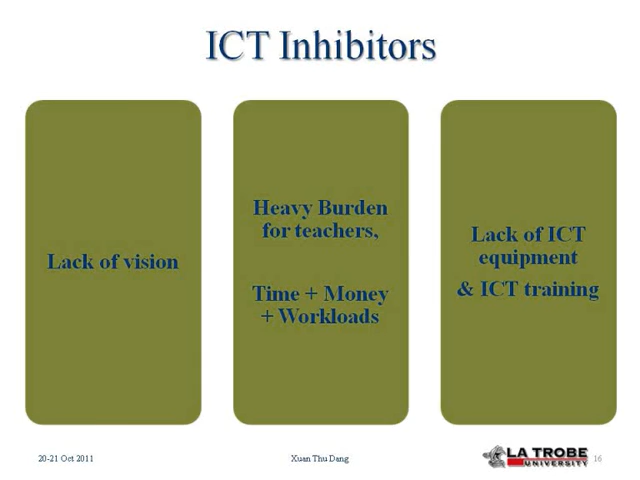 ICT Inhibitors
Lack of vision
Heavy Burden
for teachers,
Time + Money
+ Workloads
Lack of ICT
equipment
& ICT training
20-21 Oct 2011
Xuan Thu Dang
LA TROBE
UNIVERSITY
16